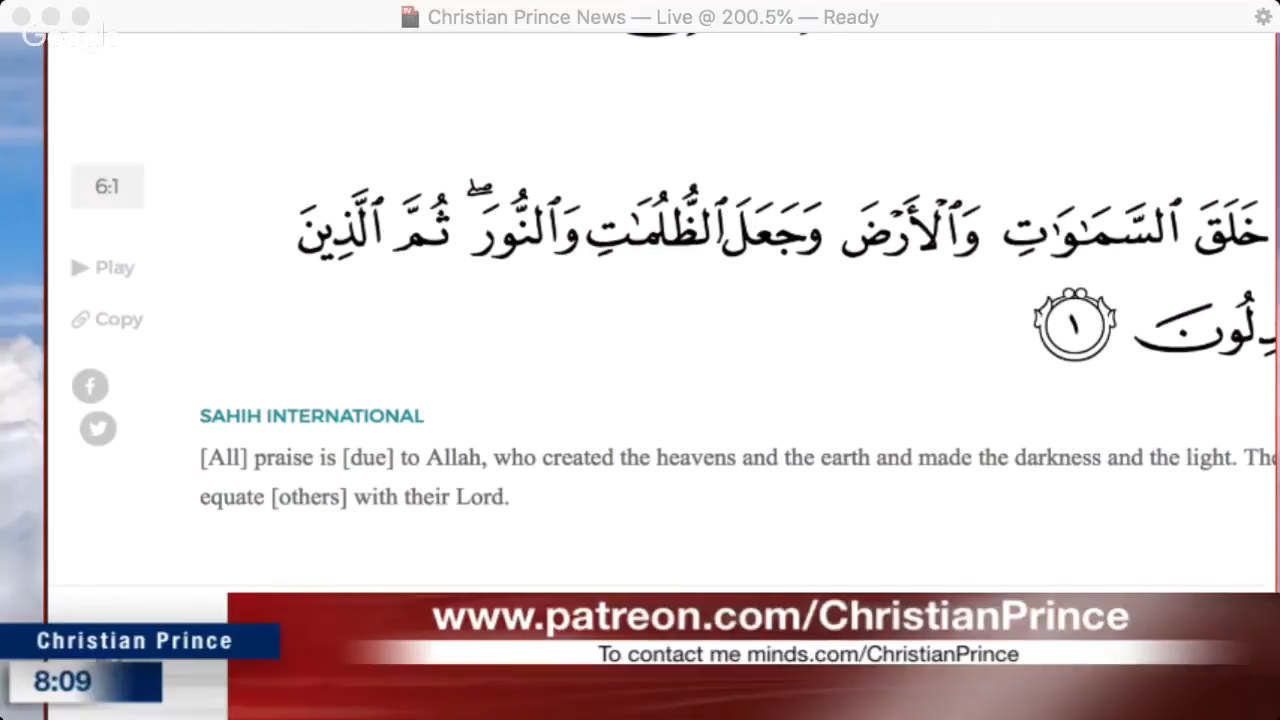 Christian Prince News — Live @ 200.5% — Ready
Google
6:1
خَلَقَ ٱلسَّمَـٰوَٰتِ وَٱلْأَرْضَ وَجَعَلَ ٱلظُّلُمَـٰتِ وَٱلنُّورَ ۖ ثُمَّ ٱلَّذِينَ
دِلُونَ ١
Play
Copy
SAHIH INTERNATIONAL
[All] praise is [due] to Allah, who created the heavens and the earth and made the darkness and the light. The
equate [others] with their Lord.
www.patreon.com/ChristianPrince
Christian Prince
To contact me minds.com/ChristianPrince
8:09